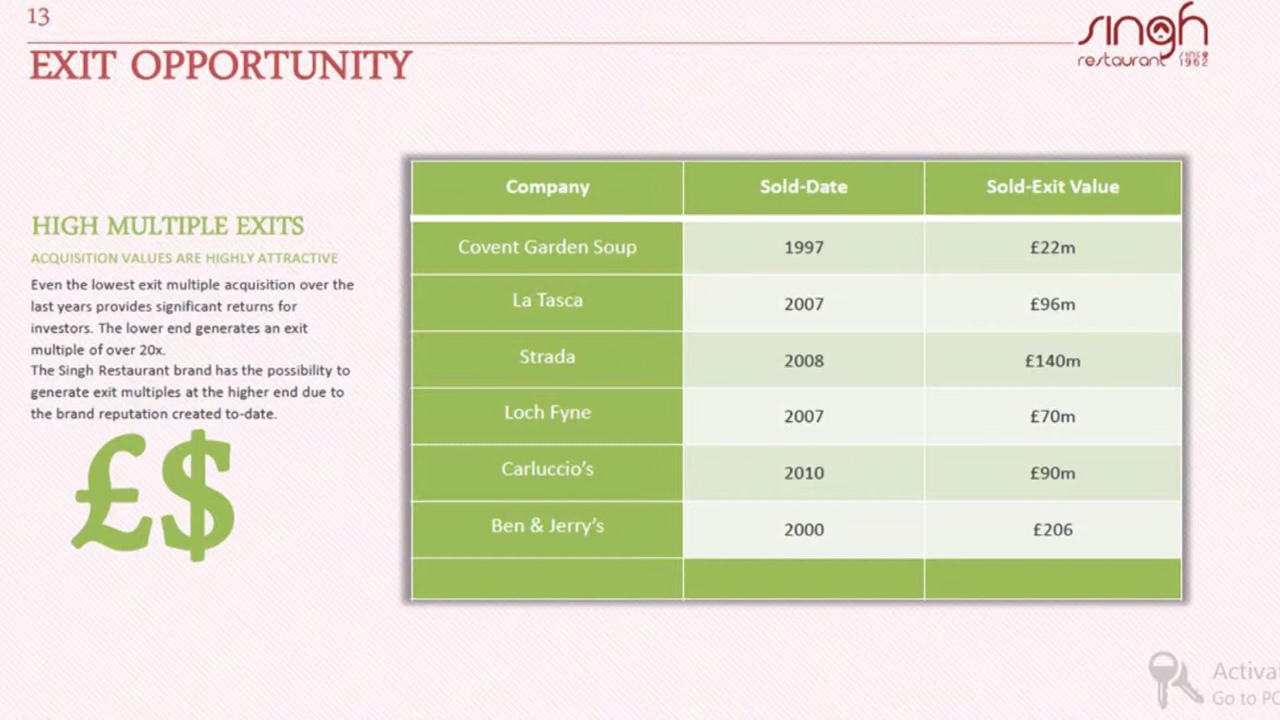 13
singh
restaurant SINCE 1962
EXIT OPPORTUNITY
HIGH MULTIPLE EXITS
ACQUISITION VALUES ARE HIGHLY ATTRACTIVE
Even the lowest exit multiple acquisition over the
last years provides significant returns for
investors. The lower end generates an exit
multiple of over 20x.
The Singh Restaurant brand has the possibility to
generate exit multiples at the higher end due to
the brand reputation created to-date.
£$
Company Sold-Date Sold-Exit Value
Covent Garden Soup 1997 £22m
La Tasca 2007 £96m
Strada 2008 £140m
Loch Fyne 2007 £70m
Carluccio's 2010 £90m
Ben & Jerry's 2000 £206
Activa
Go to PC